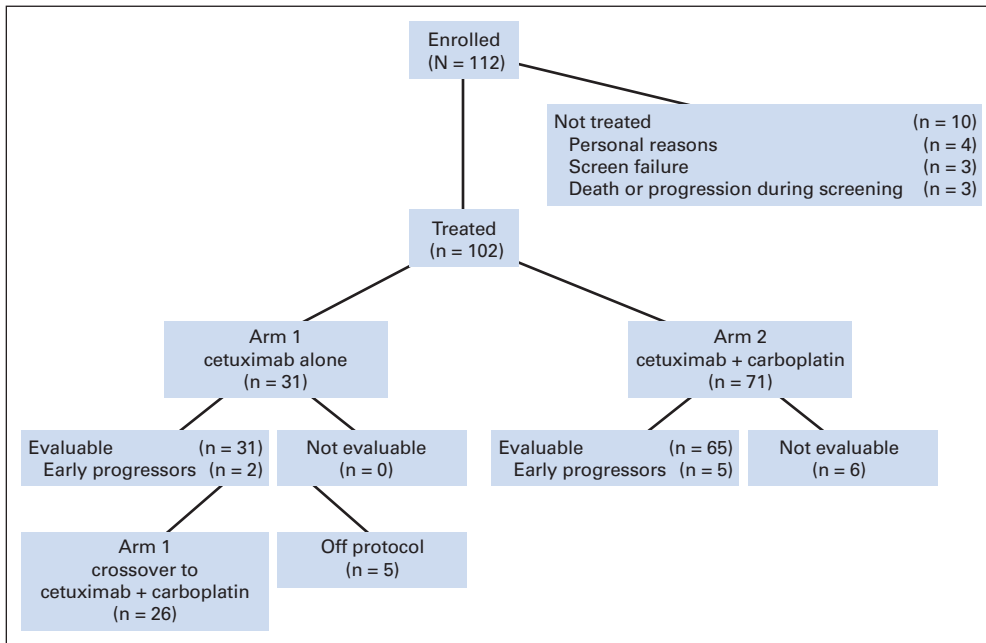 Enrolled
(N = 112)
Not treated (n = 10)
Personal reasons (n = 4)
Screen failure (n = 3)
Death or progression during screening (n = 3)
Treated
(n = 102)
Arm 1
cetuximab alone
(n = 31)
Arm 2
cetuximab + carboplatin
(n = 71)
Evaluable (n = 31)
Early progressors (n = 2)
Not evaluable
(n = 0)
Evaluable (n = 65)
Early progressors (n = 5)
Not evaluable
(n = 6)
Arm 1
crossover to
cetuximab + carboplatin
(n = 26)
Off protocol
(n = 5)